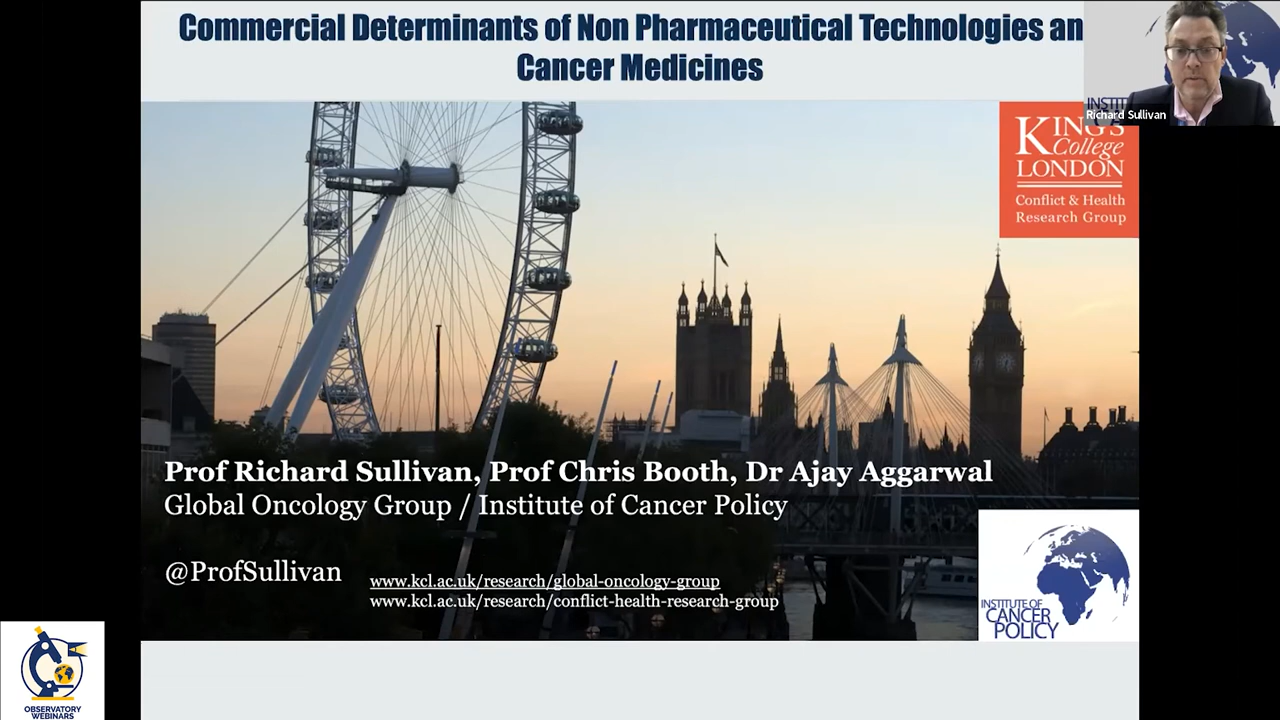 Commercial Determinants of Non Pharmaceutical Technologies an
Cancer Medicines
Richard Sullivan
KING'S
College
LONDON
Conflict & Health
Research Group
Prof Richard Sullivan, Prof Chris Booth, Dr Ajay Aggarwal
Global Oncology Group / Institute of Cancer Policy
@ProfSullivan
www.kcl.ac.uk/research/global-oncology-group
www.kcl.ac.uk/research/conflict-health-research-group
INSTITUTE OF
CANCER
POLICY
OBSERVATORY
WEBINARS